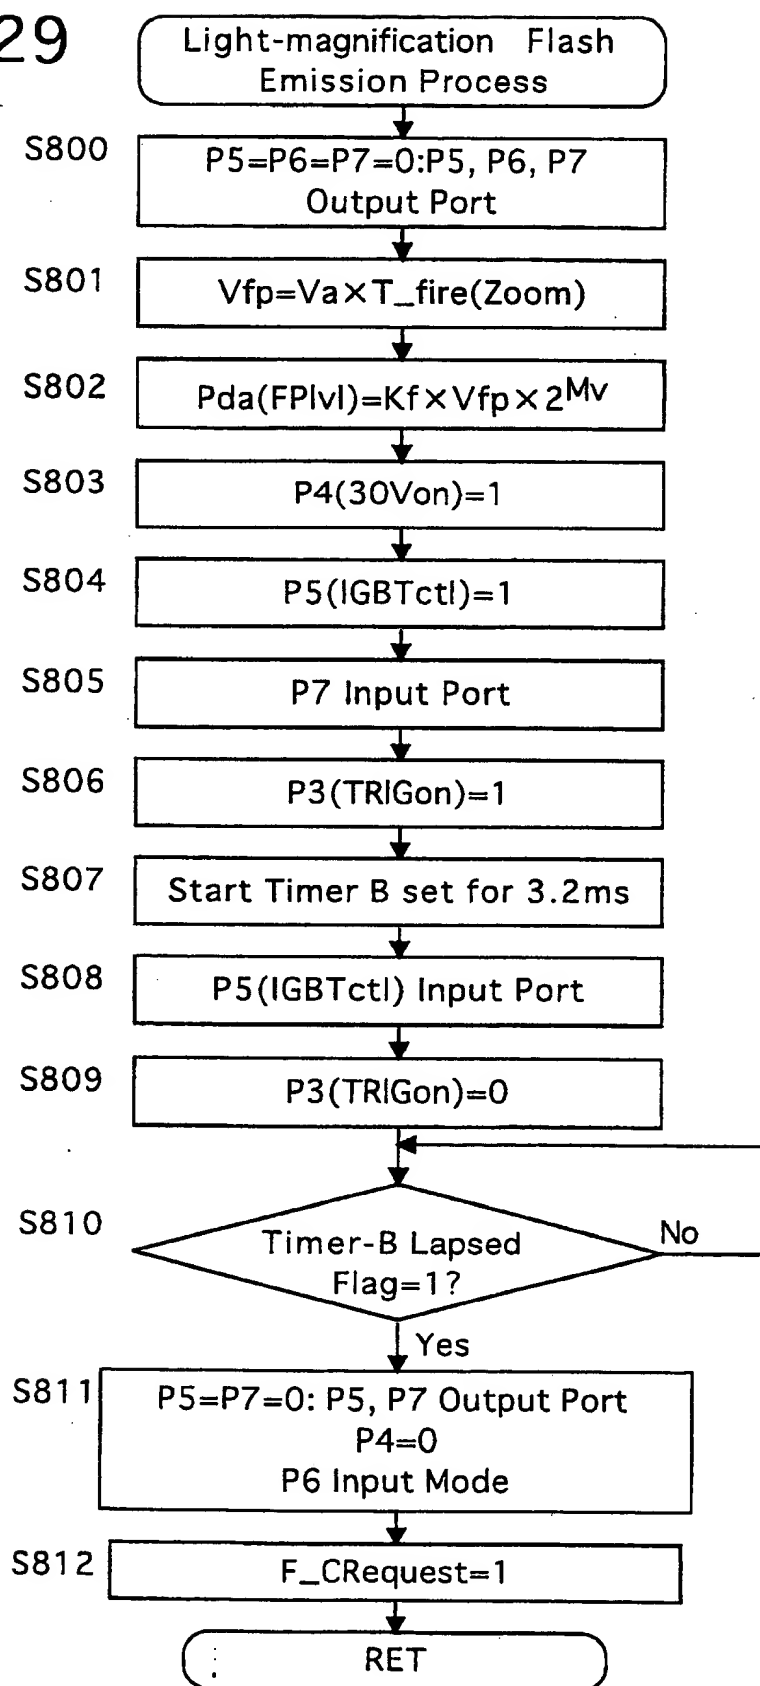 29
Light-magnification Flash
Emission Process
S800
P5=P6=P7=0:P5, P6, P7
Output Port
S801
Vfp=Va×T_fire(Zoom)
S802
Pda(FPlvl)=Kf×Vfp×2^Mv
S803
P4(30Von)=1
S804
P5(IGBTctl)=1
S805
P7 Input Port
S806
P3(TRIGon)=1
S807
Start Timer B set for 3.2ms
S808
P5(IGBTctl) Input Port
S809
P3(TRIGon)=0
S810
Timer-B Lapsed
Flag=1?
No
Yes
S811
P5=P7=0: P5, P7 Output Port
P4=0
P6 Input Mode
S812
F_CRequest=1
RET